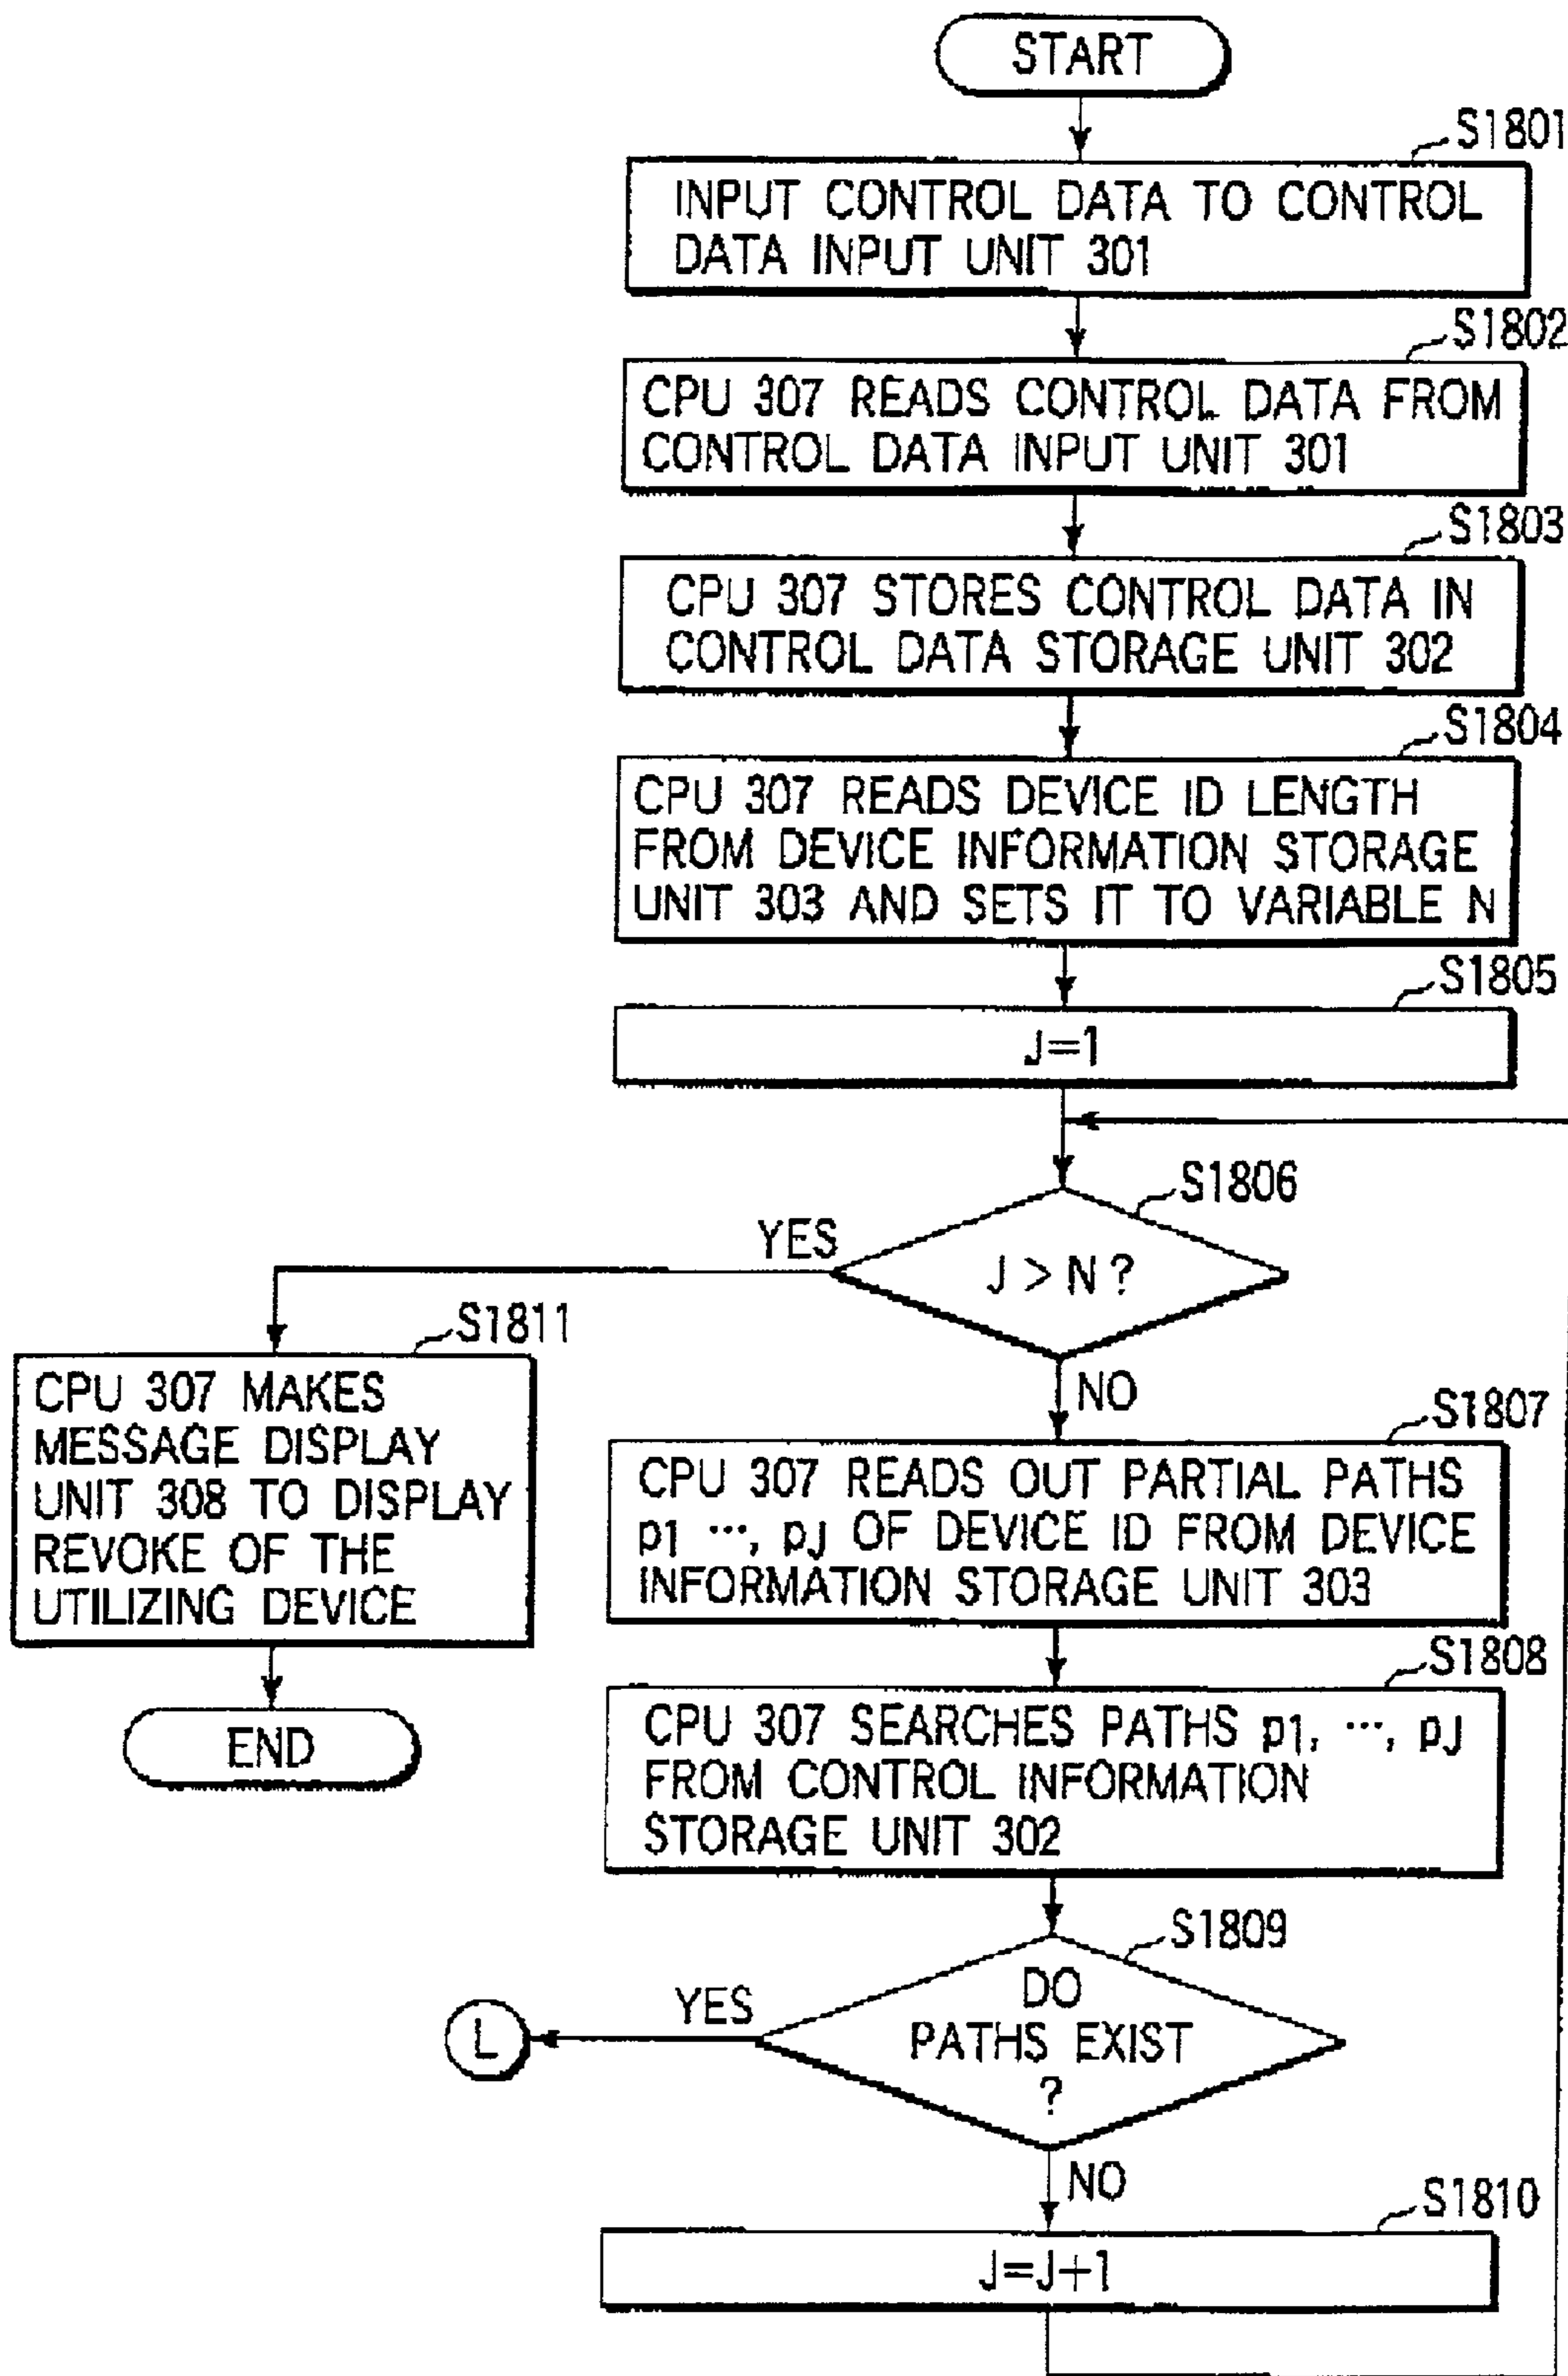 START
S1801
INPUT CONTROL DATA TO CONTROL
DATA INPUT UNIT 301
S1802
CPU 307 READS CONTROL DATA FROM
CONTROL DATA INPUT UNIT 301
S1803
CPU 307 STORES CONTROL DATA IN
CONTROL DATA STORAGE UNIT 302
S1804
CPU 307 READS DEVICE ID LENGTH
FROM DEVICE INFORMATION STORAGE
UNIT 303 AND SETS IT TO VARIABLE N
S1805
J=1
S1806
J > N ?
YES
NO
S1811
CPU 307 MAKES
MESSAGE DISPLAY
UNIT 308 TO DISPLAY
REVOKE OF THE
UTILIZING DEVICE
END
S1807
CPU 307 READS OUT PARTIAL PATHS
p1 ···, pJ OF DEVICE ID FROM DEVICE
INFORMATION STORAGE UNIT 303
S1808
CPU 307 SEARCHES PATHS p1, ···, pJ
FROM CONTROL INFORMATION
STORAGE UNIT 302
S1809
DO
PATHS EXIST
?
YES
L
NO
S1810
J=J+1